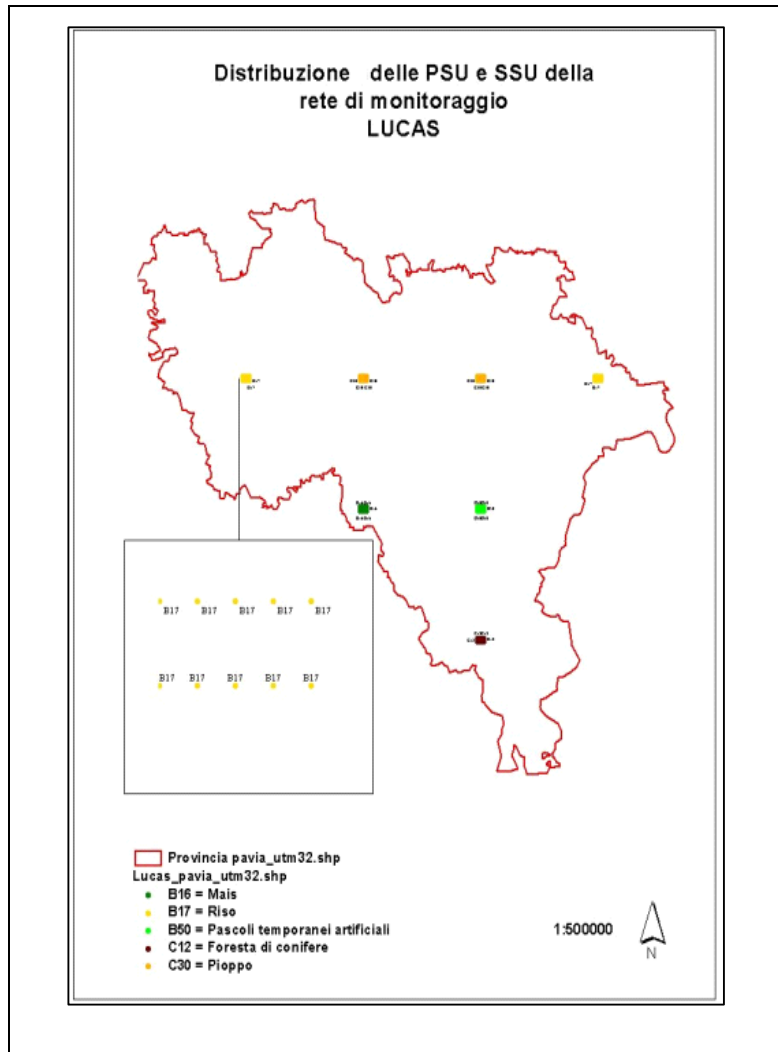 Distribuzione delle PSU e SSU della
rete di monitoraggio
LUCAS
B17 B17 B17 B17 B17
B17 B17 B17 B17 B17
Provincia pavia_utm32.shp
Lucas_pavia_utm32.shp
B16 = Mais
B17 = Riso
B50 = Pascoli temporanei artificiali
C12 = Foresta di conifere
C30 = Pioppo
1:500000
N